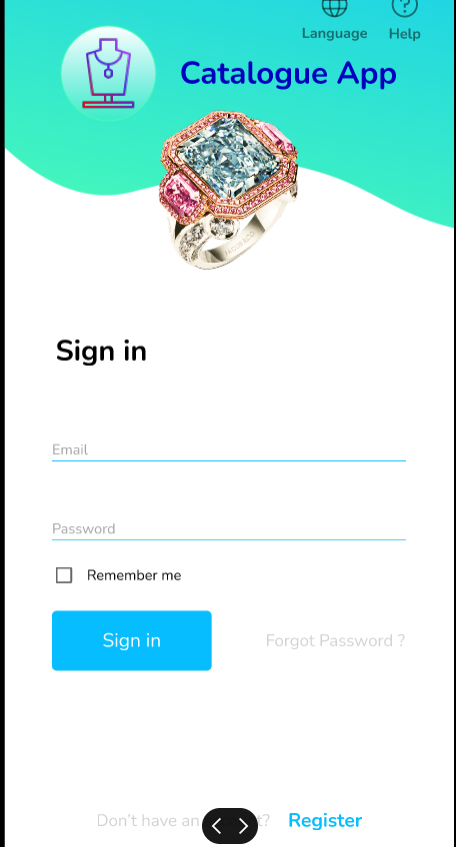 Language Help
Catalogue App
Sign in
Email
Password
Remember me
Sign in
Forgot Password ?
Don't have an t? Register